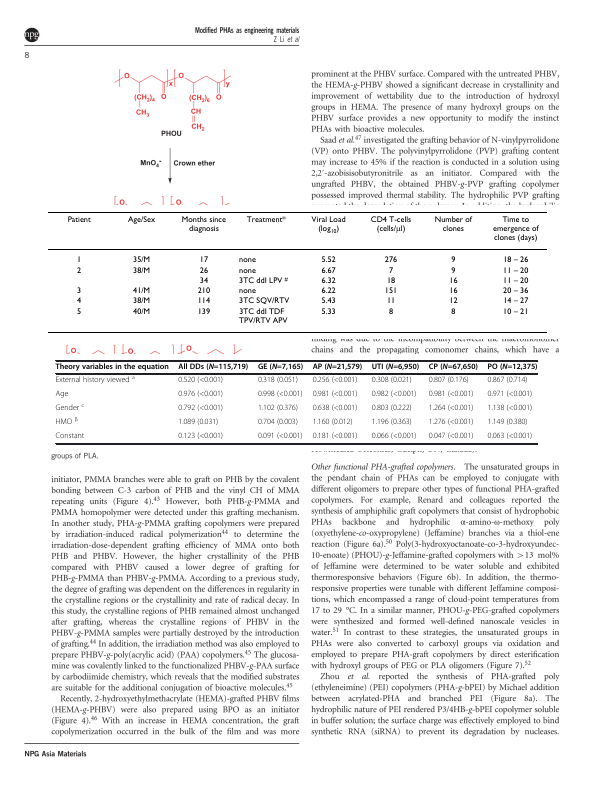 npg
Modified PHAs as engineering materials
Z Li et al
8
O
O
O
O
x
y
(CH2)4
(CH2)6
CH3
CH
CH2
PHOU
MnO4-
Crown ether
prominent at the PHBV surface. Compared with the untreated PHBV,
the HEMA-g-PHBV showed a significant decrease in crystallinity and
improvement of wettability due to the introduction of hydroxyl
groups in HEMA. The presence of many hydroxyl groups on the
PHBV surface provides a new opportunity to modify the instinct
PHAs with bioactive molecules.
Saad et al.47 investigated the grafting behavior of N-vinylpyrrolidone
(VP) onto PHBV. The polyvinylpyrrolidone (PVP) grafting content
may increase to 45% if the reaction is conducted in a solution using
2,2′-azobisisobutyronitrile as an initiator. Compared with the
ungrafted PHBV, the obtained PHBV-g-PVP grafting copolymer
possessed improved thermal stability. The hydrophilic PVP grafting
Patient Age/Sex Months since diagnosis Treatment* Viral Load (log10) CD4 T-cells (cells/µl) Number of clones Time to emergence of clones (days)
1 35/M 17 none 5.52 276 9 18 – 26
2 38/M 26 none 6.67 7 9 11 – 20
34 3TC ddI LPV # 6.32 18 16 11 – 20
3 41/M 210 none 6.22 151 16 20 – 36
4 38/M 114 3TC SQV/RTV 5.43 11 12 14 – 27
5 40/M 139 3TC ddI TDF TPV/RTV APV 5.33 8 8 10 – 21
finding was due to the incompatibility between the macromonomer
chains and the propagating comonomer chains, which have a
Theory variables in the equation All DDs (N=115,719) GE (N=7,165) AP (N=21,579) UTI (N=6,950) CP (N=67,650) PO (N=12,375)
External history viewed a 0.520 (<0.001) 0.318 (0.051) 0.256 (<0.001) 0.308 (0.021) 0.807 (0.176) 0.867 (0.714)
Age 0.976 (<0.001) 0.998 (<0.001) 0.981 (<0.001) 0.982 (<0.001) 0.981 (<0.001) 0.971 (<0.001)
Gender c 0.792 (<0.001) 1.102 (0.376) 0.638 (<0.001) 0.803 (0.222) 1.264 (<0.001) 1.138 (<0.001)
HMO b 1.089 (0.031) 0.704 (0.003) 1.160 (0.012) 1.196 (0.363) 1.276 (<0.001) 1.149 (0.380)
Constant 0.123 (<0.001) 0.091 (<0.001) 0.181 (<0.001) 0.066 (<0.001) 0.047 (<0.001) 0.063 (<0.001)
groups of PLA.
initiator, PMMA branches were able to graft on PHB by the covalent
bonding between C-3 carbon of PHB and the vinyl CH of MMA
repeating units (Figure 4).43 However, both PHB-g-PMMA and
PMMA homopolymer were detected under this grafting mechanism.
In another study, PHA-g-PMMA grafting copolymers were prepared
by irradiation-induced radical polymerization44 to determine the
irradiation-dose-dependent grafting efficiency of MMA onto both
PHB and PHBV. However, the higher crystallinity of the PHB
compared with PHBV caused a lower degree of grafting for
PHB-g-PMMA than PHBV-g-PMMA. According to a previous study,
the degree of grafting was dependent on the differences in regularity in
the crystalline regions or the crystallinity and rate of radical decay. In
this study, the crystalline regions of PHB remained almost unchanged
after grafting, whereas the crystalline regions of PHBV in the
PHBV-g-PMMA samples were partially destroyed by the introduction
of grafting.44 In addition, the irradiation method was also employed to
prepare PHBV-g-poly(acrylic acid) (PAA) copolymers.45 The glucosa-
mine was covalently linked to the functionalized PHBV-g-PAA surface
by carbodiimide chemistry, which reveals that the modified substrates
are suitable for the additional conjugation of bioactive molecules.45
Recently, 2-hydroxyethylmethacrylate (HEMA)-grafted PHBV films
(HEMA-g-PHBV) were also prepared using BPO as an initiator
(Figure 4).46 With an increase in HEMA concentration, the graft
copolymerization occurred in the bulk of the film and was more
Other functional PHA-grafted copolymers. The unsaturated groups in
the pendant chain of PHAs can be employed to conjugate with
different oligomers to prepare other types of functional PHA-grafted
copolymers. For example, Renard and colleagues reported the
synthesis of amphiphilic graft copolymers that consist of hydrophobic
PHAs backbone and hydrophilic α-amino-ω-methoxy poly
(oxyethylene-co-oxypropylene) (Jeffamine) branches via a thiol-ene
reaction (Figure 6a).50 Poly(3-hydroxyoctanoate-co-3-hydroxyundec-
10-enoate) (PHOU)-g-Jeffamine-grafted copolymers with >13 mol%
of Jeffamine were determined to be water soluble and exhibited
thermoresponsive behaviors (Figure 6b). In addition, the thermo-
responsive properties were tunable with different Jeffamine composi-
tions, which encompassed a range of cloud-point temperatures from
17 to 29 °C. In a similar manner, PHOU-g-PEG-grafted copolymers
were synthesized and formed well-defined nanoscale vesicles in
water.51 In contrast to these strategies, the unsaturated groups in
PHAs were also converted to carboxyl groups via oxidation and
employed to prepare PHA-graft copolymers by direct esterification
with hydroxyl groups of PEG or PLA oligomers (Figure 7).52
Zhou et al. reported the synthesis of PHA-grafted poly
(ethyleneimine) (PEI) copolymers (PHA-g-bPEI) by Michael addition
between acrylated-PHA and branched PEI (Figure 8a). The
hydrophilic nature of PEI rendered P3/4HB-g-bPEI copolymer soluble
in buffer solution; the surface charge was effectively employed to bind
synthetic RNA (siRNA) to prevent its degradation by nucleases.
NPG Asia Materials